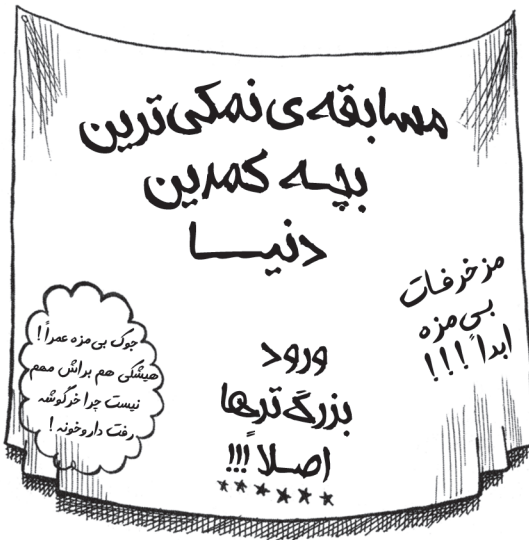 مسابقه‌ی نمکی‌ترین
بچه کمدین
دنیا
مزخرفات
بی‌مزه
ابداً!!!
ورود
بزرگ‌ترها
اصلاً!!!
جوک بی‌مزه عمراً!
هیشکی هم براش مهم
نیست چرا خرگوشه
رفت داروخونه!